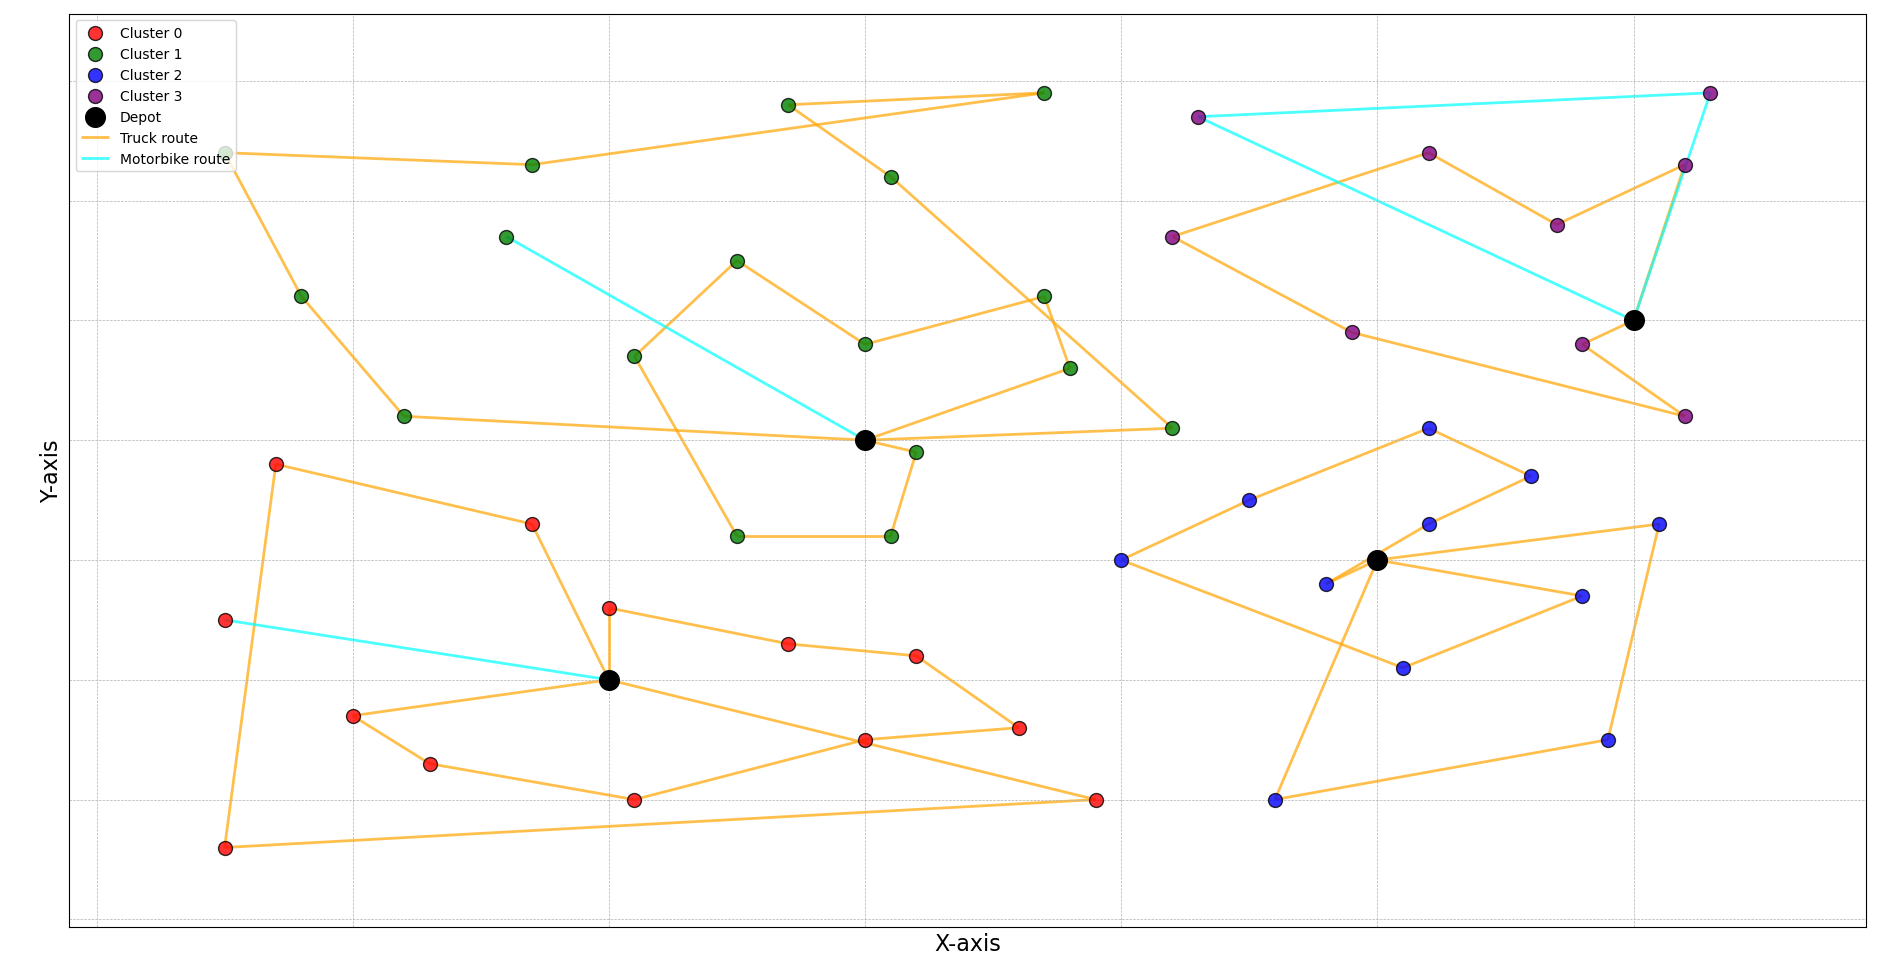 Cluster 0
Cluster 1
Cluster 2
Cluster 3
Depot
Truck route
Motorbike route
Y-axis
X-axis